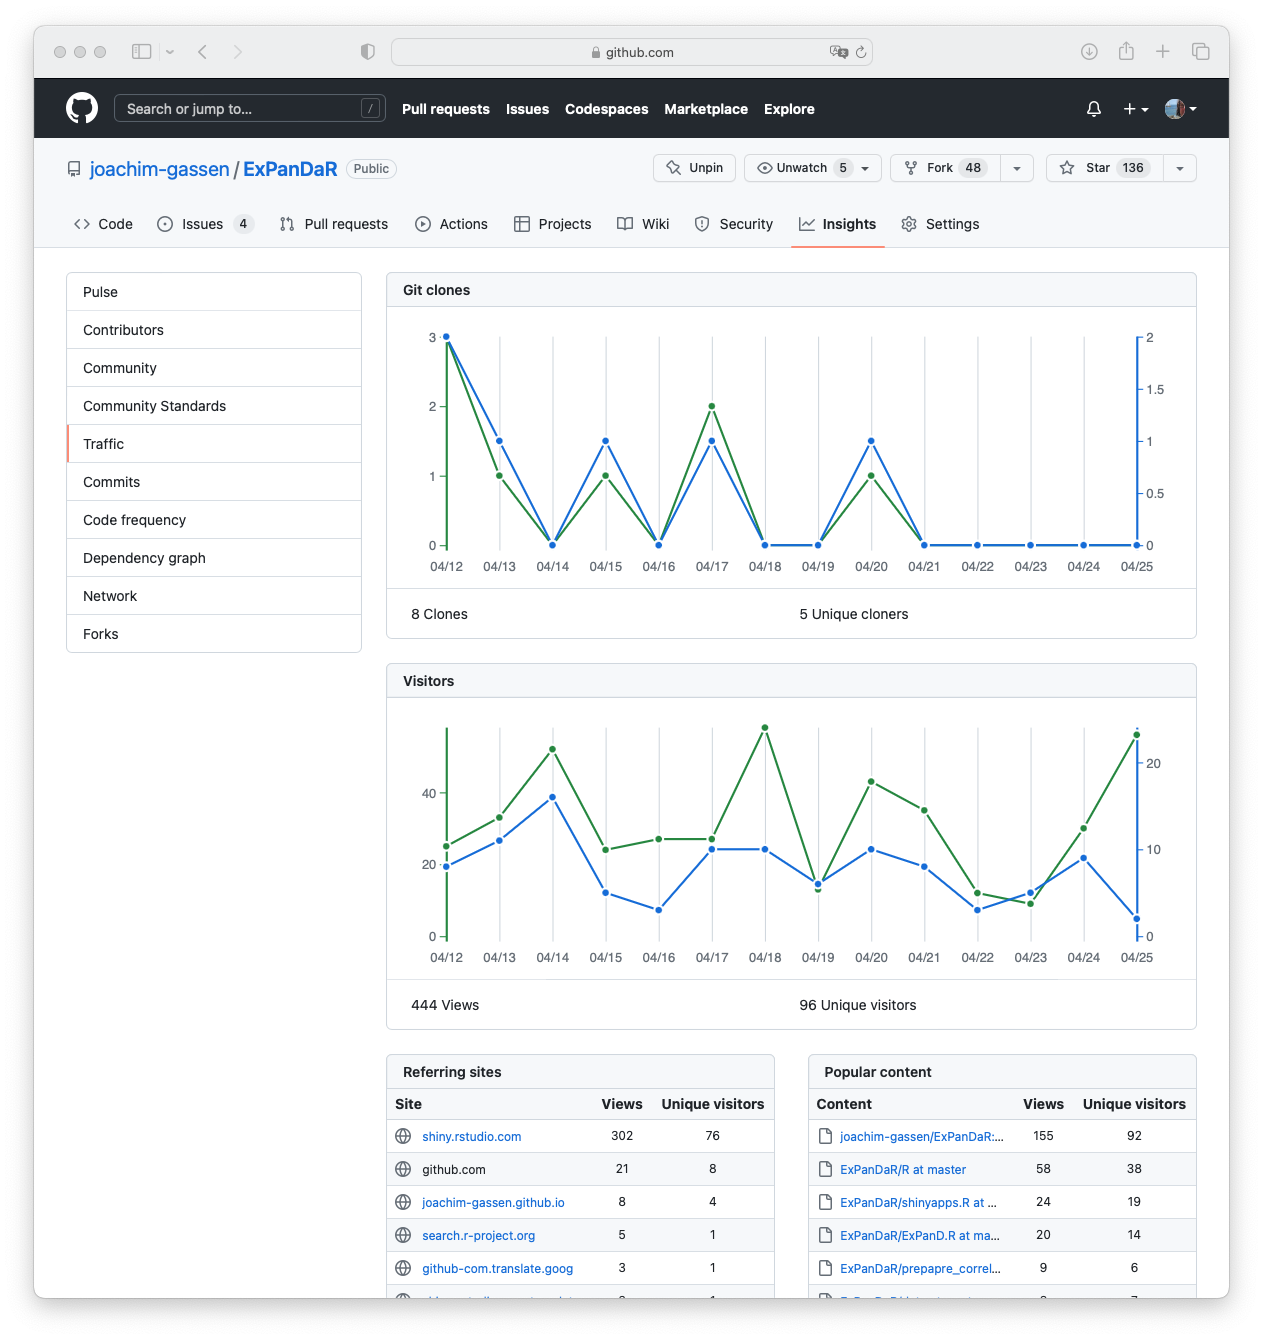 github.com
Search or jump to... /
Pull requests Issues Codespaces Marketplace Explore
joachim-gassen / ExPanDaR Public
Unpin Unwatch 5 Fork 48 Star 136
Code Issues 4 Pull requests Actions Projects Wiki Security Insights Settings
Pulse
Contributors
Community
Community Standards
Traffic
Commits
Code frequency
Dependency graph
Network
Forks
Git clones
3 2
1.5
2
1
1
0.5
0 0
04/12 04/13 04/14 04/15 04/16 04/17 04/18 04/19 04/20 04/21 04/22 04/23 04/24 04/25
8 Clones 5 Unique cloners
Visitors
20
40
10
20
0 0
04/12 04/13 04/14 04/15 04/16 04/17 04/18 04/19 04/20 04/21 04/22 04/23 04/24 04/25
444 Views 96 Unique visitors
Referring sites
Site Views Unique visitors
shiny.rstudio.com 302 76
github.com 21 8
joachim-gassen.github.io 8 4
search.r-project.org 5 1
github-com.translate.goog 3 1
Popular content
Content Views Unique visitors
joachim-gassen/ExPanDaR:... 155 92
ExPanDaR/R at master 58 38
ExPanDaR/shinyapps.R at ... 24 19
ExPanDaR/ExPanD.R at ma... 20 14
ExPanDaR/prepapre_correl... 9 6